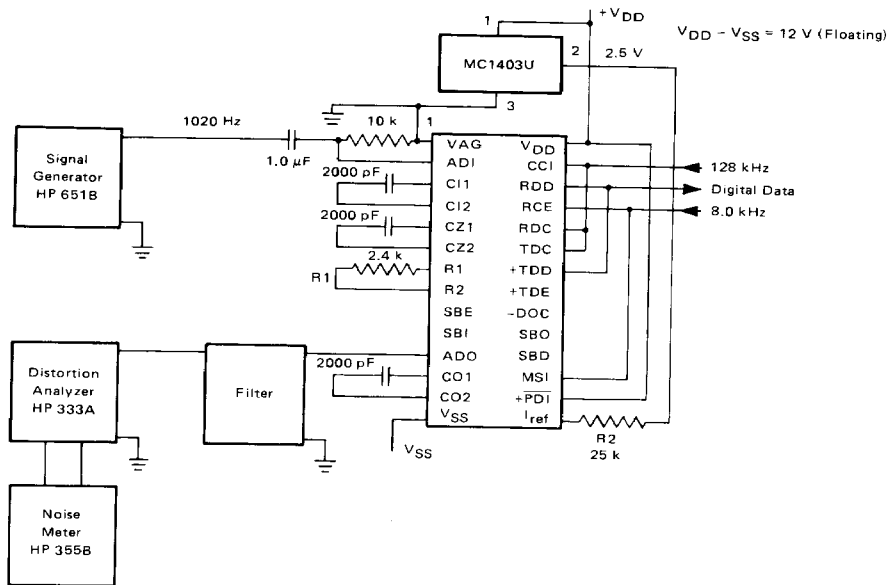 +VDD
1
VDD – VSS = 12 V (Floating)
MC1403U
2
2.5 V
3
1020 Hz
10 k
1
1.0 µF
Signal
Generator
HP 651B
VAG
ADI
2000 pF
CI1
CI2
2000 pF
CZ1
CZ2
2.4 k
R1
R1
R2
SBE
SBI
ADO
2000 pF
CO1
CO2
VSS
VSS
VDD
CCI
RDD
RCE
RDC
TDC
+TDD
+TDE
-DOC
SBO
SBD
MSI
+PDI
Iref
128 kHz
Digital Data
8.0 kHz
R2
25 k
Distortion
Analyzer
HP 333A
Filter
Noise
Meter
HP 355B